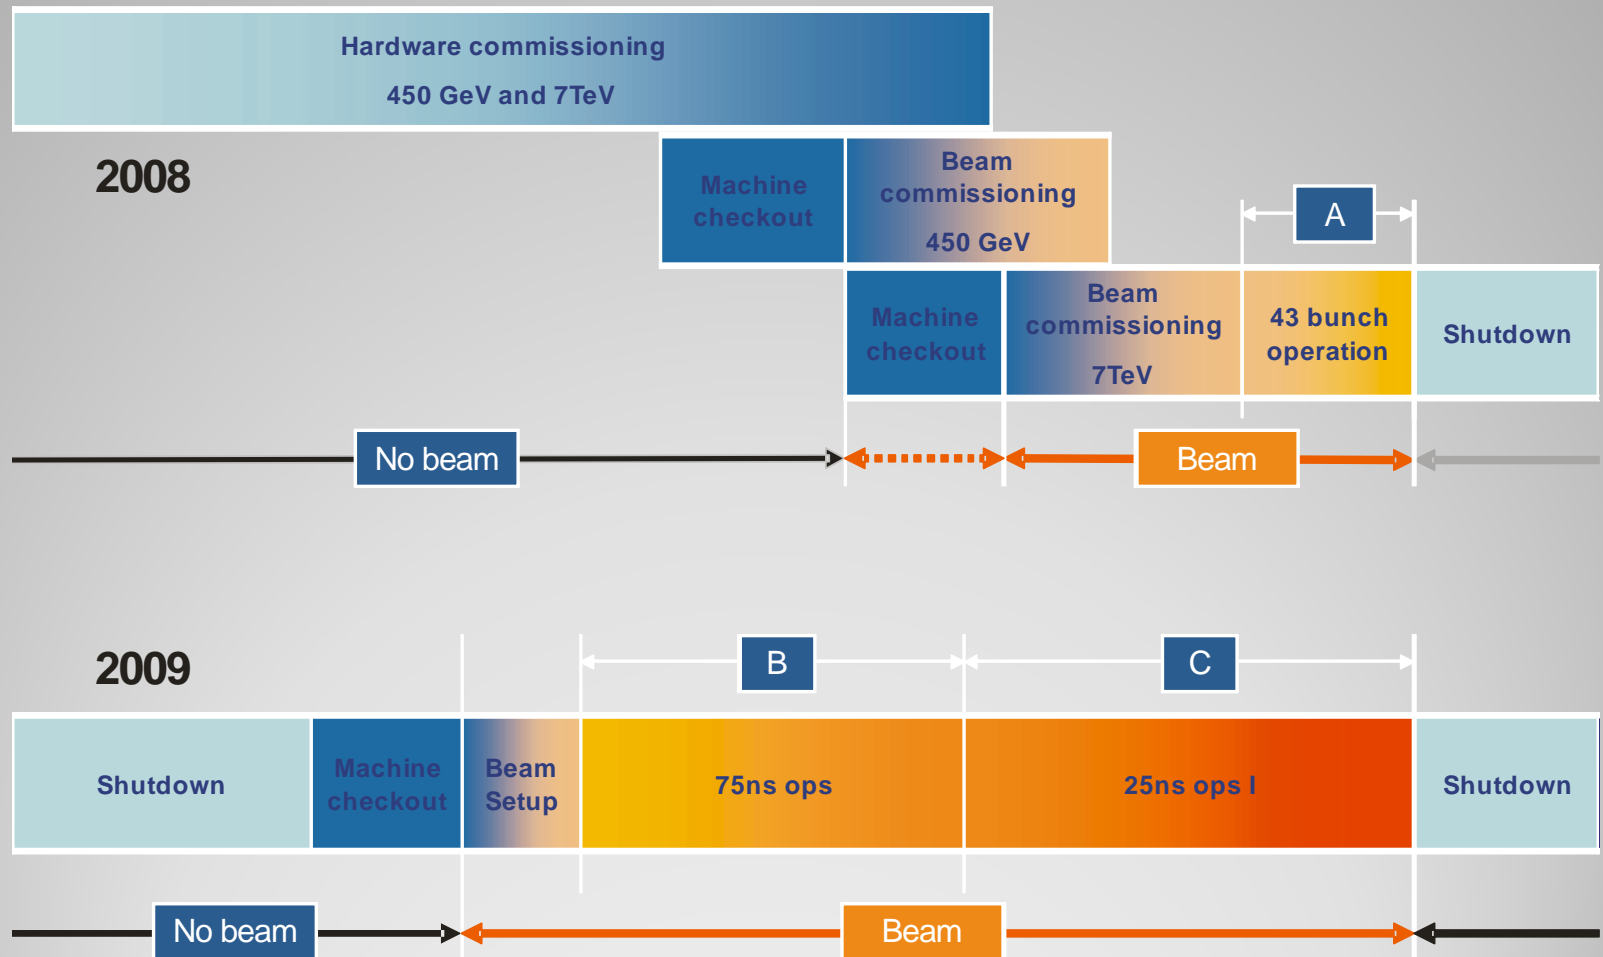 Hardware commissioning
450 GeV and 7TeV
2008
Machine
checkout
Beam
commissioning
450 GeV
A
Machine
checkout
Beam
commissioning
7TeV
43 bunch
operation
Shutdown
No beam
Beam
2009
B
C
Shutdown
Machine
checkout
Beam
Setup
75ns ops
25ns ops I
Shutdown
No beam
Beam